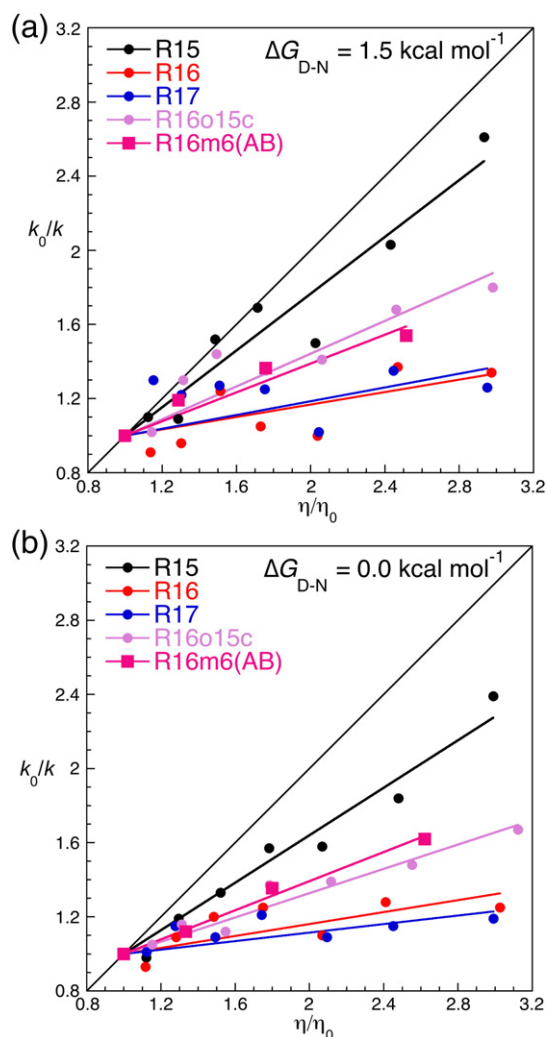 (a)
R15
R16
R17
R16o15c
R16m6(AB)
ΔG_D-N = 1.5 kcal mol⁻¹
k₀/k
3.2
2.8
2.4
2
1.6
1.2
0.8
0.8 1.2 1.6 2 2.4 2.8 3.2
η/η₀
(b)
R15
R16
R17
R16o15c
R16m6(AB)
ΔG_D-N = 0.0 kcal mol⁻¹
k₀/k
3.2
2.8
2.4
2
1.6
1.2
0.8
0.8 1.2 1.6 2 2.4 2.8 3.2
η/η₀